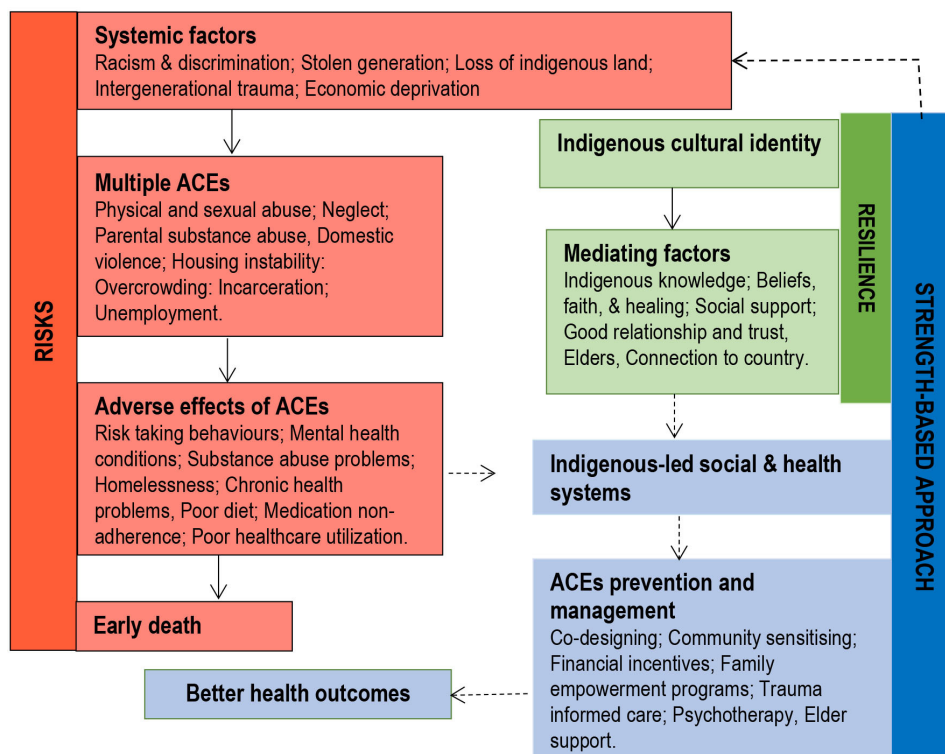 Systemic factors
Racism & discrimination; Stolen generation; Loss of indigenous land;
Intergenerational trauma; Economic deprivation
RISKS
Multiple ACEs
Physical and sexual abuse; Neglect;
Parental substance abuse, Domestic
violence; Housing instability:
Overcrowding: Incarceration;
Unemployment.
Adverse effects of ACEs
Risk taking behaviours; Mental health
conditions; Substance abuse problems;
Homelessness; Chronic health
problems, Poor diet; Medication non-
adherence; Poor healthcare utilization.
Early death
Indigenous cultural identity
Mediating factors
Indigenous knowledge; Beliefs,
faith, & healing; Social support;
Good relationship and trust,
Elders, Connection to country.
RESILIENCE
STRENGTH-BASED APPROACH
Indigenous-led social & health
systems
ACEs prevention and
management
Co-designing; Community sensitising;
Financial incentives; Family
empowerment programs; Trauma
informed care; Psychotherapy, Elder
support.
Better health outcomes